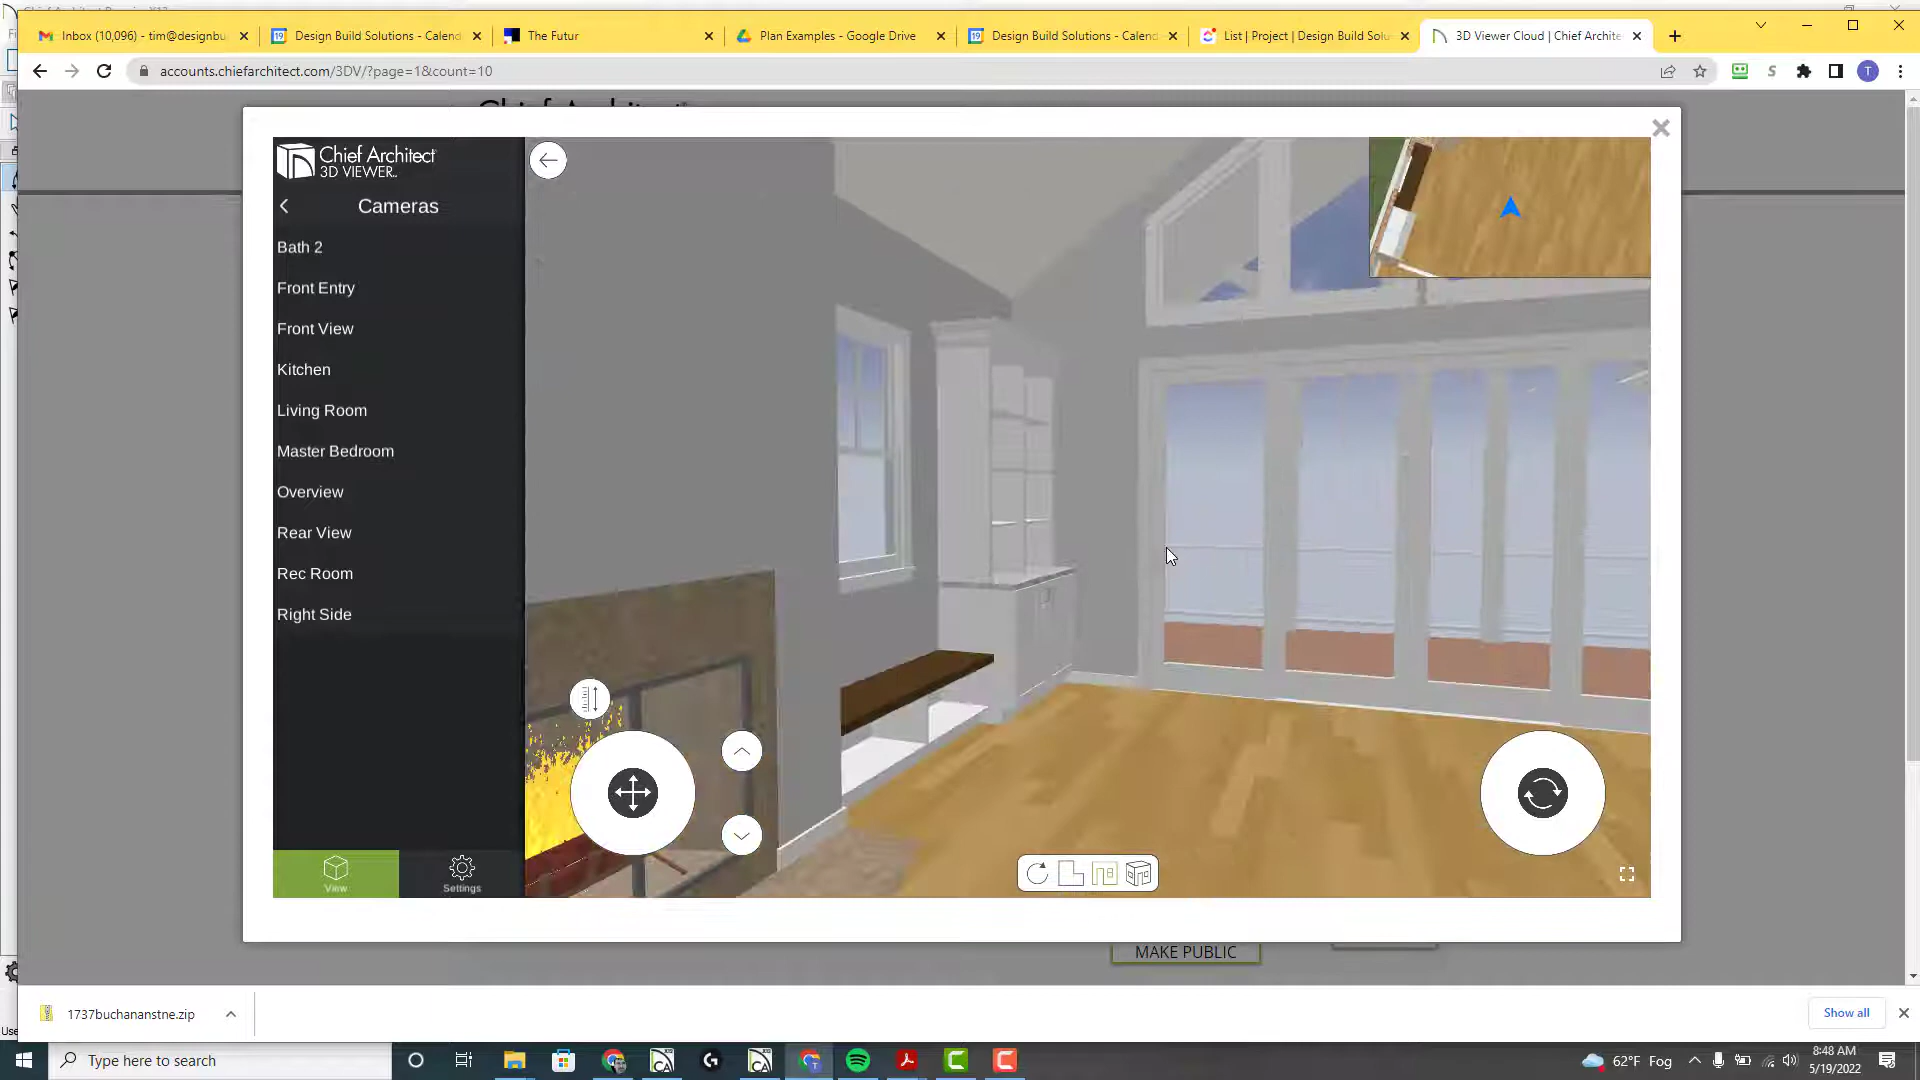 Inbox (10,096) - tim@designbu
Design Build Solutions - Calend
The Futur
Plan Examples - Google Drive
Design Build Solutions - Calend
List | Project | Design Build Solu
3D Viewer Cloud | Chief Archite
accounts.chiefarchitect.com/3DV/?page=1&count=10
T
Chief Architect
3D VIEWER
Cameras
Bath 2
Front Entry
Front View
Kitchen
Living Room
Master Bedroom
Overview
Rear View
Rec Room
Right Side
View
Settings
MAKE PUBLIC
1737buchananstne.zip
Show all
Use
Type here to search
62°F Fog
8:48 AM
5/19/2022